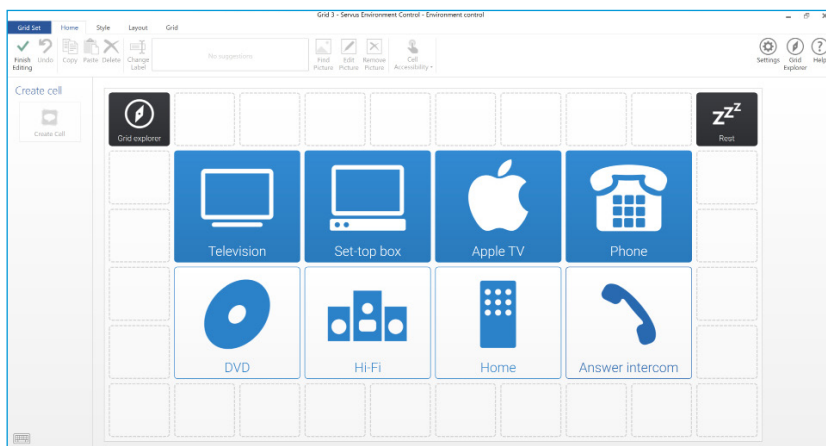 Grid 3 - Servus Environment Control - Environment control
Grid Set Home Style Layout Grid
Finish Editing
Undo
Copy
Paste
Delete
Change Label
No suggestions
Find Picture
Edit Picture
Remove Picture
Cell Accessibility
Settings
Grid Explorer
Help
Create cell
Create Cell
Grid explorer
zzz
Rest
Television
Set-top box
Apple TV
Phone
DVD
Hi-Fi
Home
Answer intercom